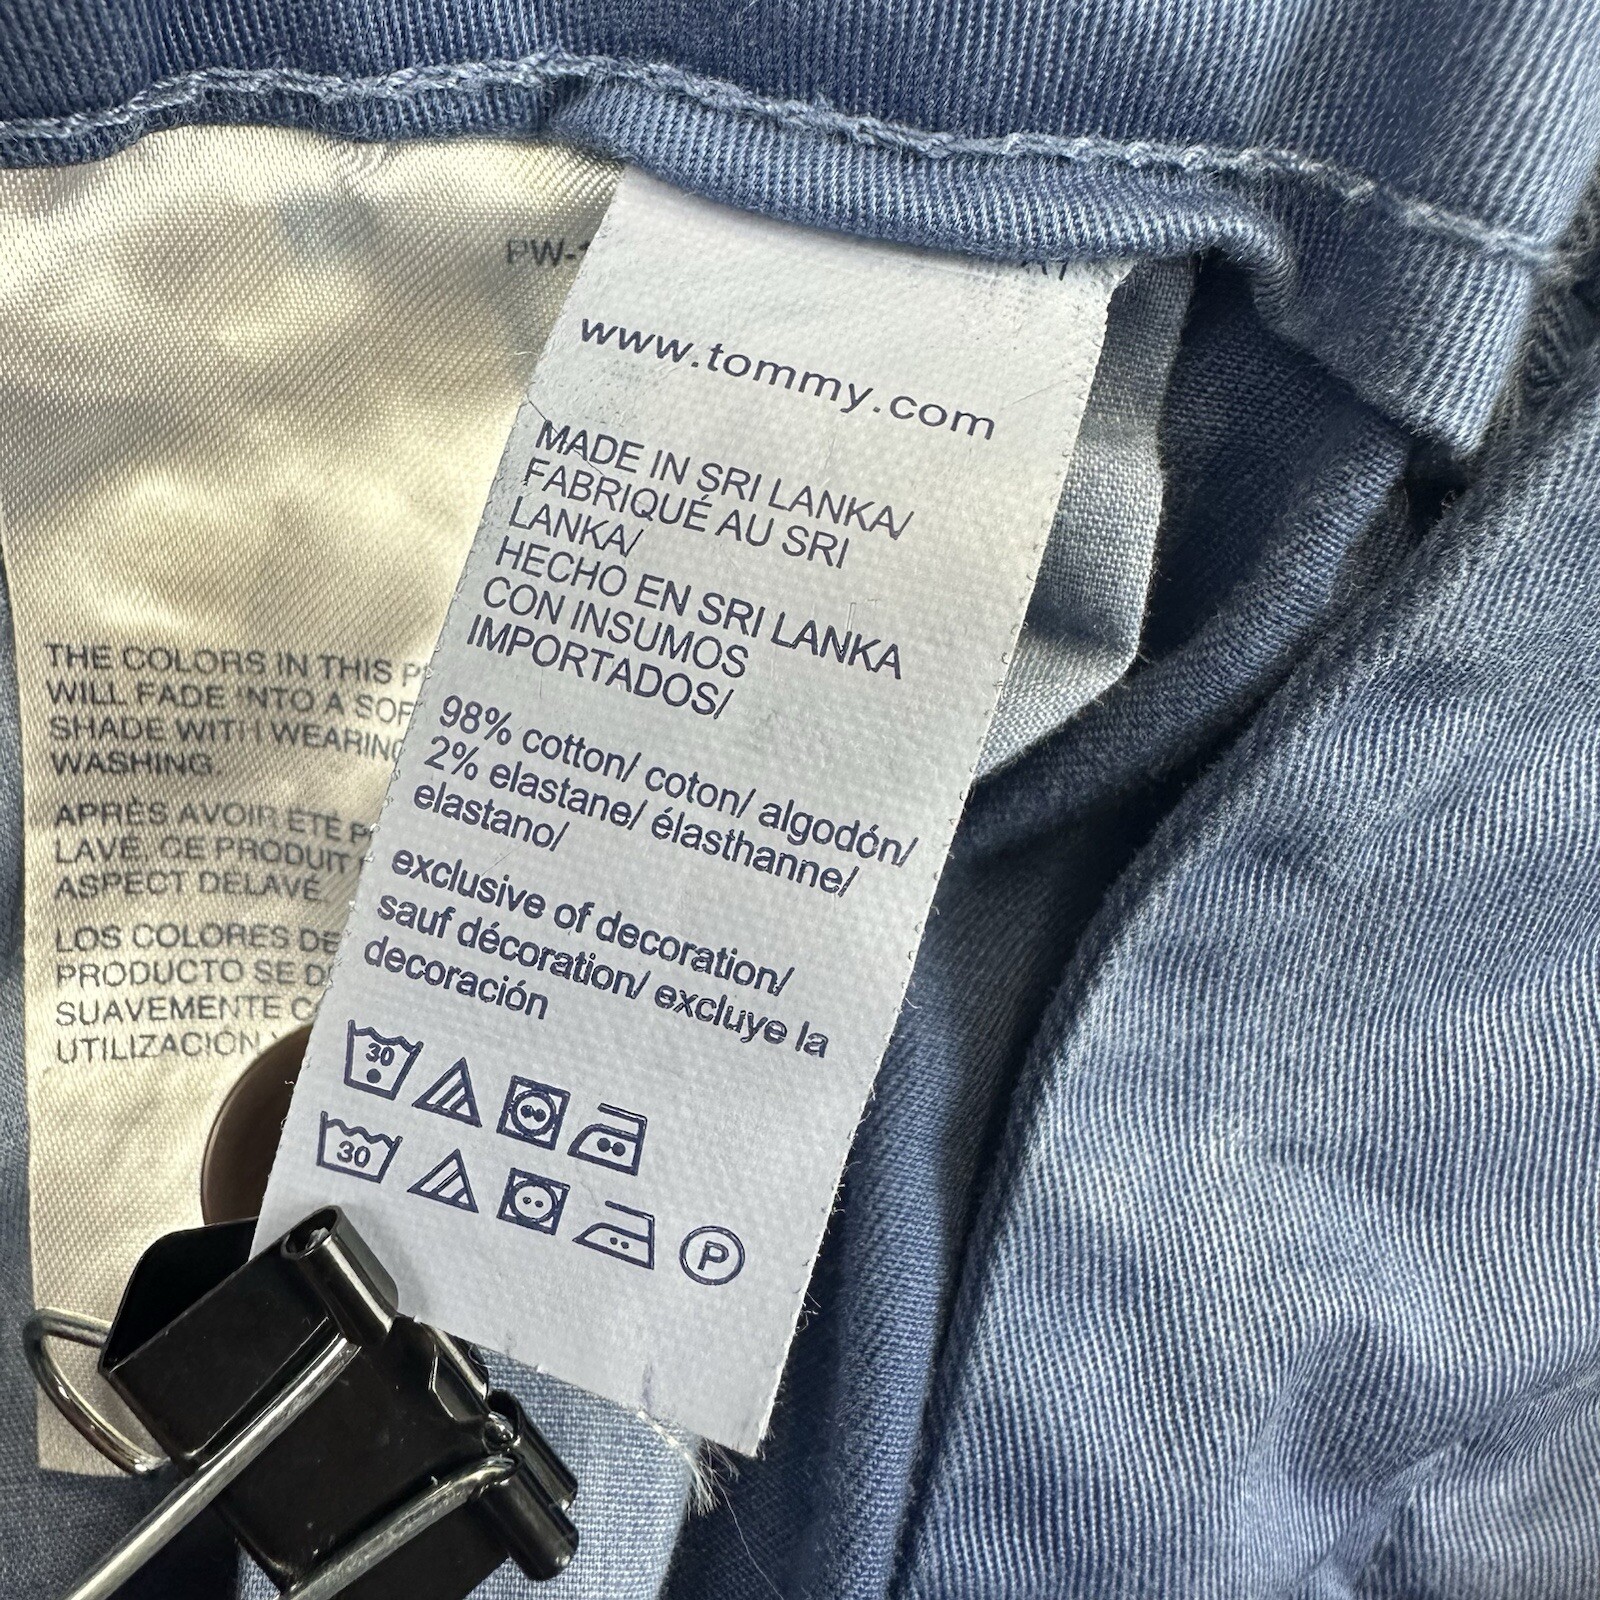 PW-
www.tommy.com
MADE IN SRI LANKA/
FABRIQUÉ AU SRI
LANKA/
HECHO EN SRI LANKA
CON INSUMOS
IMPORTADOS/
98% cotton/ coton/ algodón/
2% elastane/ élasthanne/
elastano/
exclusive of decoration/
sauf décoration/ excluye la
decoración
30
30
P
THE COLORS IN THIS
WILL FADE INTO A
SHADE WITH WEARING
WASHING.
APRÈS AVOIR ÉTÉ
LAVÉ, CE PRODUIT
ASPECT DELAVÉ
LOS COLORES DE
PRODUCTO SE
SUAVEMENTE
UTILIZACION